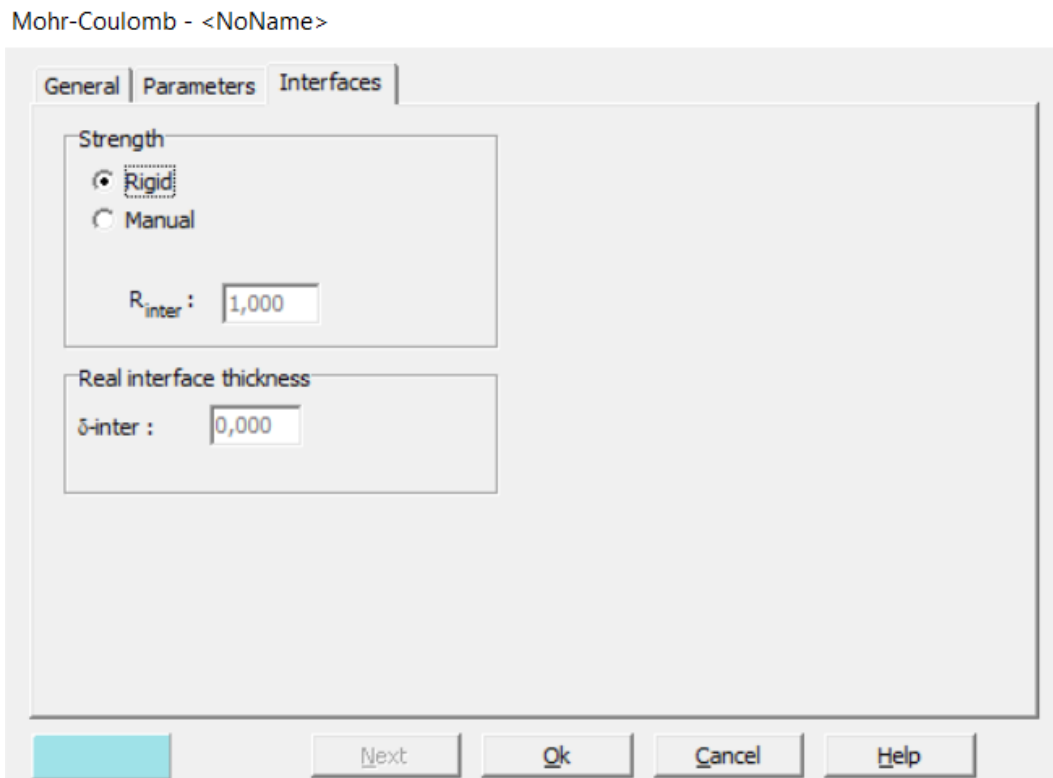 Mohr-Coulomb - <NoName>
General Parameters Interfaces
Strength
Rigid
Manual
Rinter : 1,000
Real interface thickness
δ-inter : 0,000
Next Ok Cancel Help